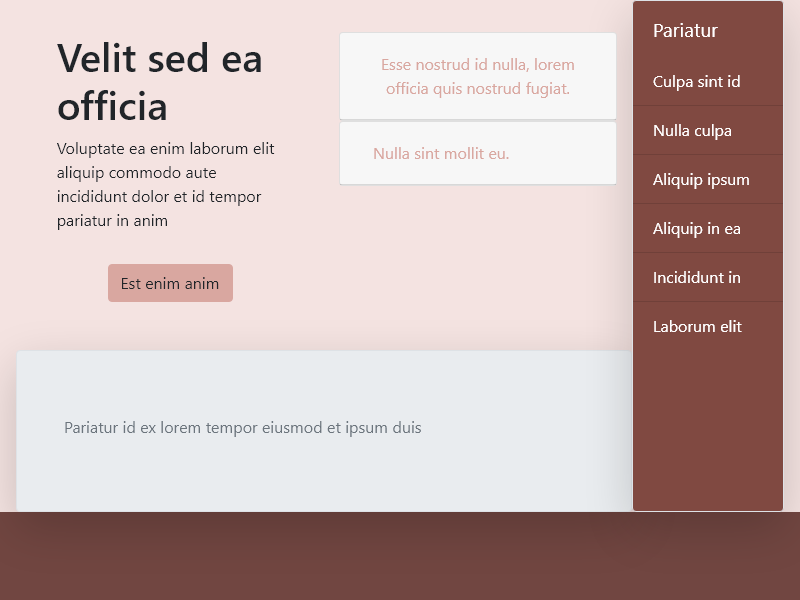 Velit sed ea
officia
Voluptate ea enim laborum elit
aliquip commodo aute
incididunt dolor et id tempor
pariatur in anim
Est enim anim
Esse nostrud id nulla, lorem
officia quis nostrud fugiat.
Nulla sint mollit eu.
Pariatur id ex lorem tempor eiusmod et ipsum duis
Pariatur
Culpa sint id
Nulla culpa
Aliquip ipsum
Aliquip in ea
Incididunt in
Laborum elit